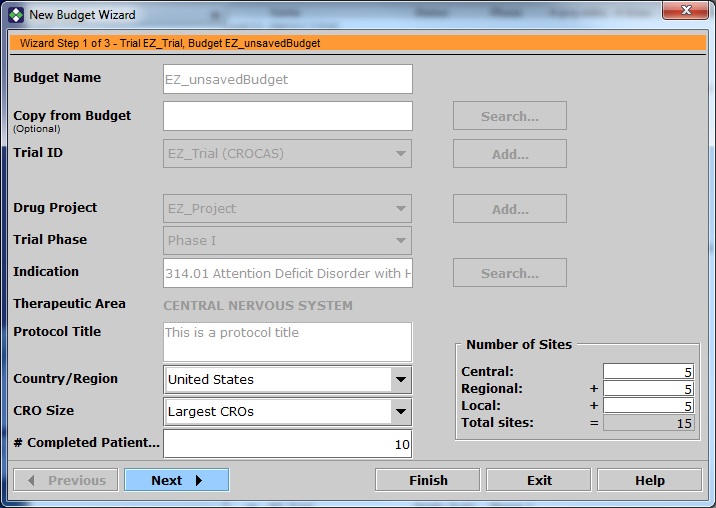 New Budget Wizard
Wizard Step 1 of 3 - Trial EZ_Trial, Budget EZ_unsavedBudget
Budget Name EZ_unsavedBudget
Copy from Budget Search...
(Optional)
Trial ID EZ_Trial (CROCAS) Add...
Drug Project EZ_Project Add...
Trial Phase Phase I
Indication 314.01 Attention Deficit Disorder with H Search...
Therapeutic Area CENTRAL NERVOUS SYSTEM
Protocol Title This is a protocol title
Number of Sites
Country/Region United States
Central: 5
Regional: + 5
CRO Size Largest CROs
Local: + 5
Total sites: = 15
# Completed Patient... 10
Previous Next Finish Exit Help